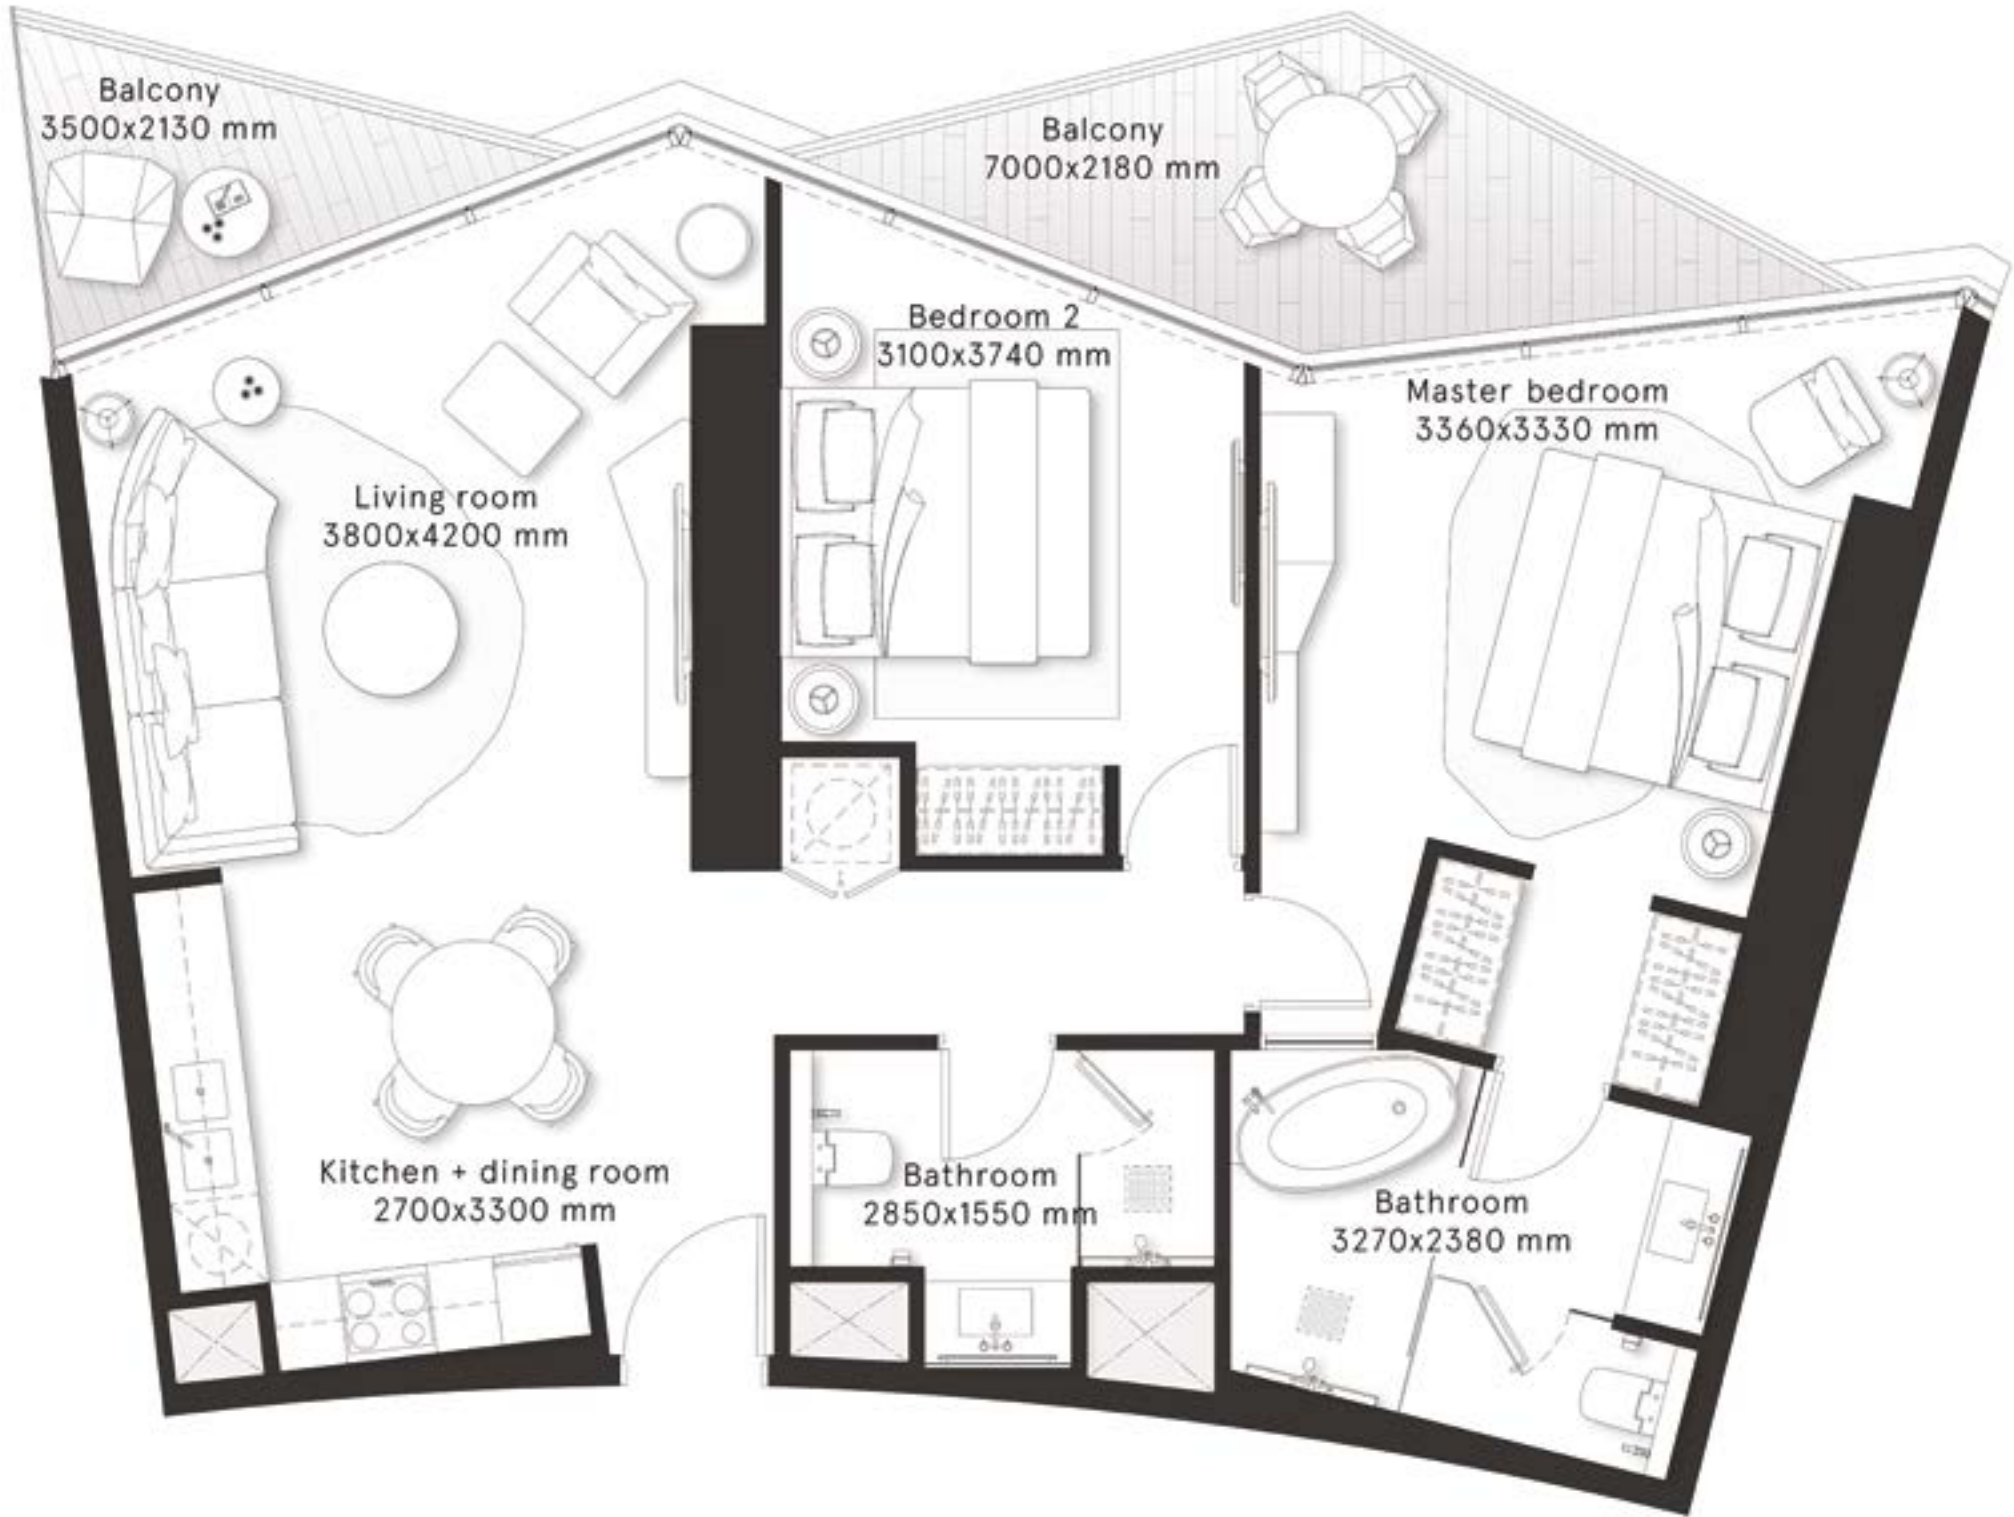 Balcony
3500x2130 mm
Balcony
7000x2180 mm
Bedroom 2
3100x3740 mm
Master bedroom
3360x3330 mm
Living room
3800x4200 mm
Kitchen + dining room
2700x3300 mm
Bathroom
2850x1550 mm
Bathroom
3270x2380 mm